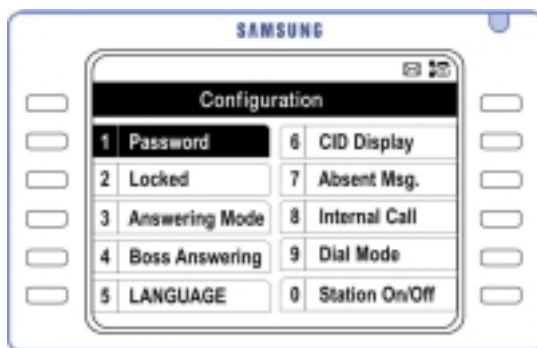 SAMSUNG
Configuration
1 Password
2 Locked
3 Answering Mode
4 Boss Answering
5 LANGUAGE
6 CID Display
7 Absent Msg.
8 Internal Call
9 Dial Mode
0 Station On/Off